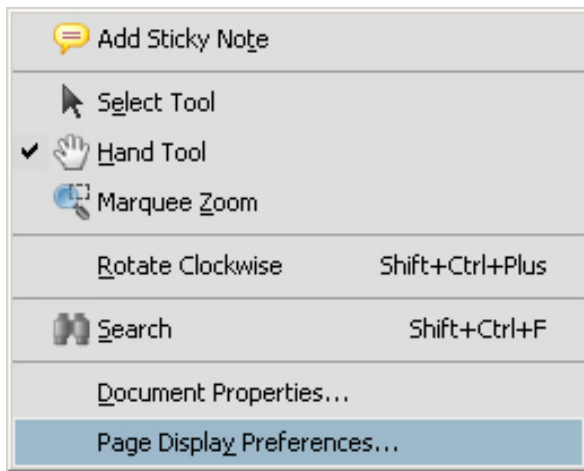 Add Sticky Note
Select Tool
Hand Tool
Marquee Zoom
Rotate Clockwise Shift+Ctrl+Plus
Search Shift+Ctrl+F
Document Properties...
Page Display Preferences...